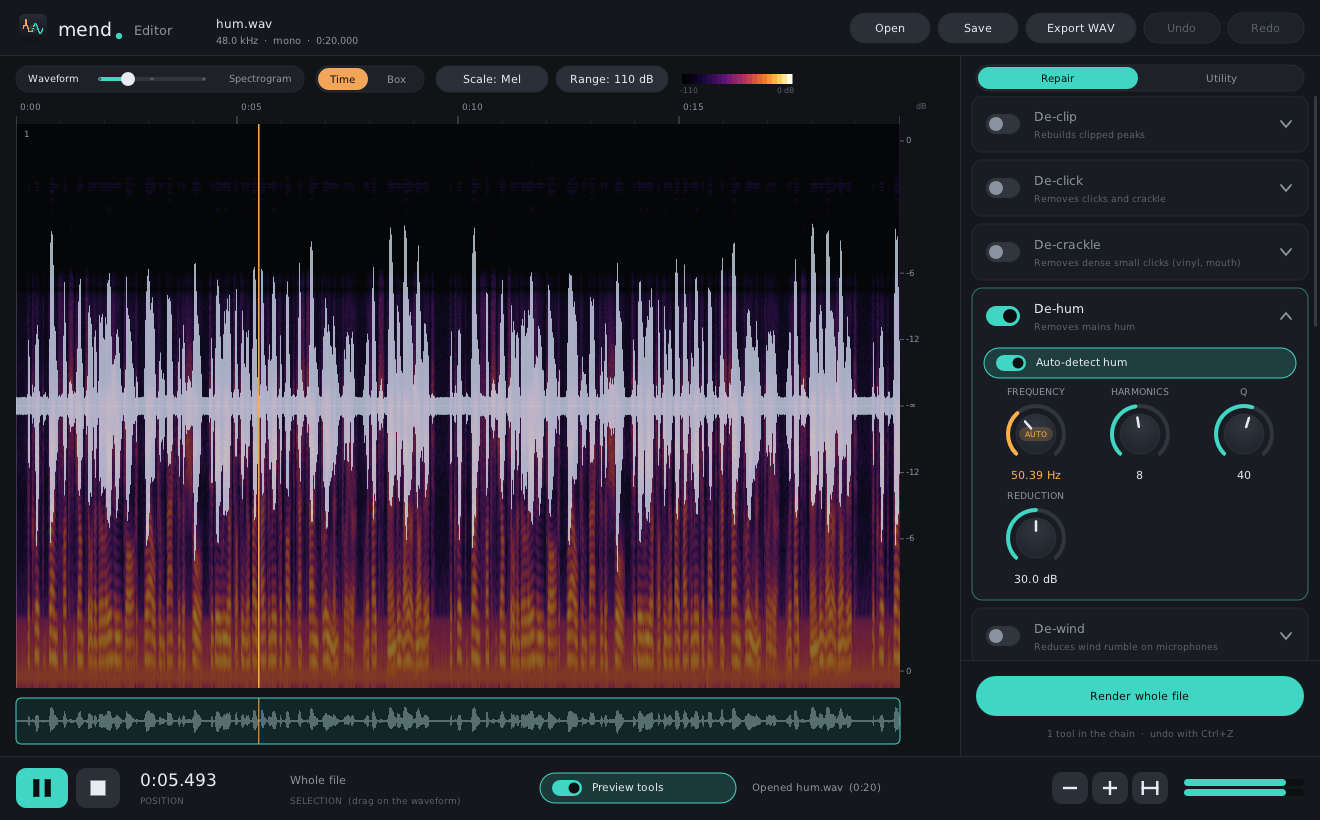 mend. Editor
hum.wav
48.0 kHz · mono · 0:20.000
Open Save Export WAV Undo Redo
Waveform Spectrogram Time Box Scale: Mel Range: 110 dB
-110 0 dB
Repair Utility
0:00 0:05 0:10 0:15 dB
1
0
-6
-12
-∞
-12
-6
0
De-clip
Rebuilds clipped peaks
De-click
Removes clicks and crackle
De-crackle
Removes dense small clicks (vinyl, mouth)
De-hum
Removes mains hum
Auto-detect hum
FREQUENCY HARMONICS Q
AUTO
50.39 Hz 8 40
REDUCTION
30.0 dB
De-wind
Reduces wind rumble on microphones
Render whole file
1 tool in the chain · undo with Ctrl+Z
0:05.493
POSITION
Whole file
SELECTION (drag on the waveform)
Preview tools
Opened hum.wav (0:20)